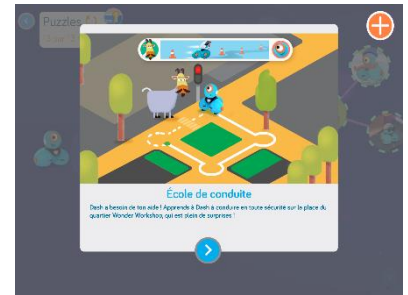 Puzzles
École de conduite
Dash a besoin de ton aide ! Apprends à Dash à conduire en toute sécurité sur la place du
quartier Wonder Workshop, qui est plein de surprises !